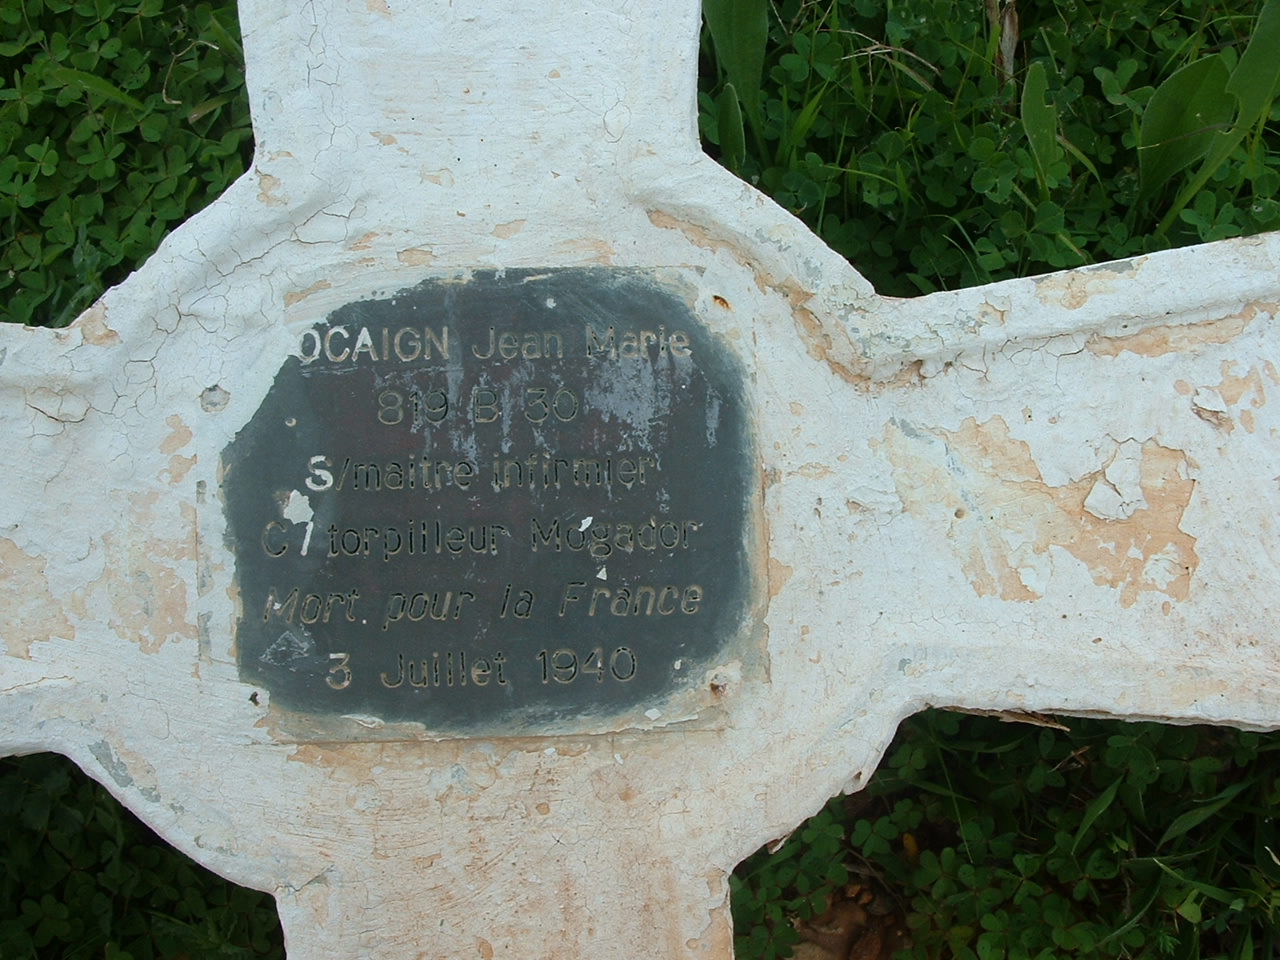 OCAIGN Jean Marie
819 B 30
S/maitre infirmier
C/torpilleur Mogador
Mort pour la France
3 Juillet 1940